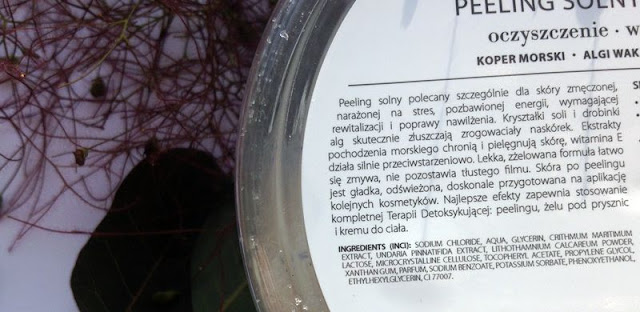 PEELING SOLNY
oczyszczenie · w
KOPER MORSKI • ALGI WAK
Peeling solny polecany szczególnie dla skóry zmęczonej,
narażonej na stres, pozbawionej energii, wymagającej
rewitalizacji i poprawy nawilżenia. Kryształki soli i drobinki
alg skutecznie złuszczają zrogowaciały naskórek. Ekstrakty
pochodzenia morskiego chronią i pielęgnują skórę, witamina E
działa silnie przeciwstarzeniowo. Lekka, zżelowana formuła łatwo
się zmywa, nie pozostawia tłustego filmu. Skóra po peelingu
jest gładka, odświeżona, doskonale przygotowana na aplikację
kolejnych kosmetyków. Najlepsze efekty zapewnia stosowanie
kompletnej Terapii Detoksykującej: peelingu, żelu pod prysznic
i kremu do ciała.
INGREDIENTS (INCI): SODIUM CHLORIDE, AQUA, GLYCERIN, CRITHMUM MARITIMUM
EXTRACT, UNDARIA PINNATIFIDA EXTRACT, LITHOTHAMNIUM CALCAREUM POWDER,
LACTOSE, MICROCRYSTALLINE CELLULOSE, TOCOPHERYL ACETATE, PROPYLENE GLYCOL,
XANTHAN GUM, PARFUM, SODIUM BENZOATE, POTASSIUM SORBATE, PHENOXYETHANOL,
ETHYLHEXYLGLYCERIN, CI 77007.